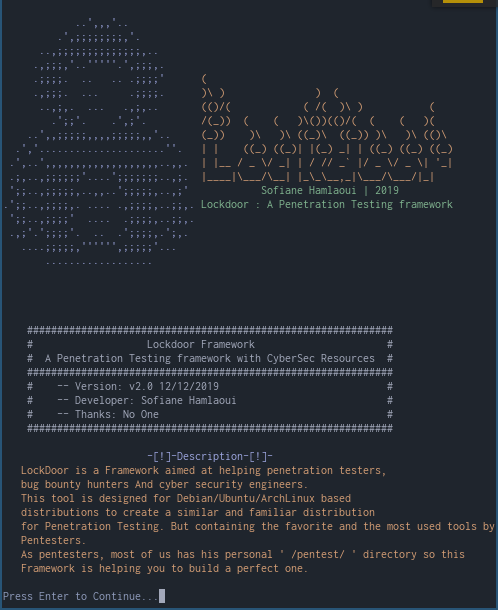 Sofiane Hamlaoui | 2019
Lockdoor : A Penetration Testing framework
############################################################
# Lockdoor Framework #
# A Penetration Testing framework with CyberSec Resources #
############################################################
# -- Version: v2.0 12/12/2019 #
# -- Developer: Sofiane Hamlaoui #
# -- Thanks: No One #
############################################################
-[!]-Description-[!]-
LockDoor is a Framework aimed at helping penetration testers,
bug bounty hunters And cyber security engineers.
This tool is designed for Debian/Ubuntu/ArchLinux based
distributions to create a similar and familiar distribution
for Penetration Testing. But containing the favorite and the most used tools by
Pentesters.
As pentesters, most of us has his personal ' /pentest/ ' directory so this
Framework is helping you to build a perfect one.
Press Enter to Continue...